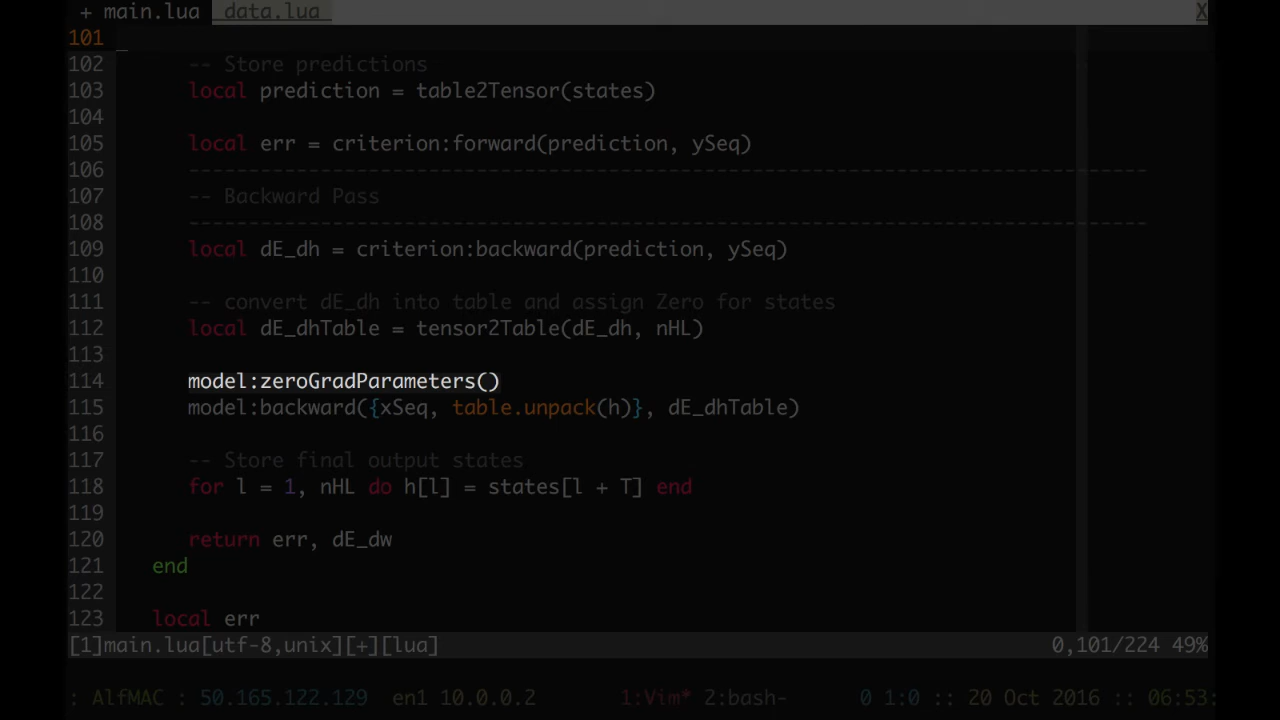 + main.lua  data.lua  X
101
102 -- Store predictions
103 local prediction = table2Tensor(states)
104
105 local err = criterion:forward(prediction, ySeq)
106 --------------------------------------------------------------------------------
107 -- Backward Pass
108 --------------------------------------------------------------------------------
109 local dE_dh = criterion:backward(prediction, ySeq)
110
111 -- convert dE_dh into table and assign Zero for states
112 local dE_dhTable = tensor2Table(dE_dh, nHL)
113
114 model:zeroGradParameters()
115 model:backward({xSeq, table.unpack(h)}, dE_dhTable)
116
117 -- Store final output states
118 for l = 1, nHL do h[l] = states[l + T] end
119
120 return err, dE_dw
121 end
122
123 local err
[1]main.lua[utf-8,unix][+][lua] 0,101/224 49%
: AlfMAC : 50.165.122.129 en1 10.0.0.2 1:Vim* 2:bash- 0 1:0 :: 20 Oct 2016 :: 06:53: